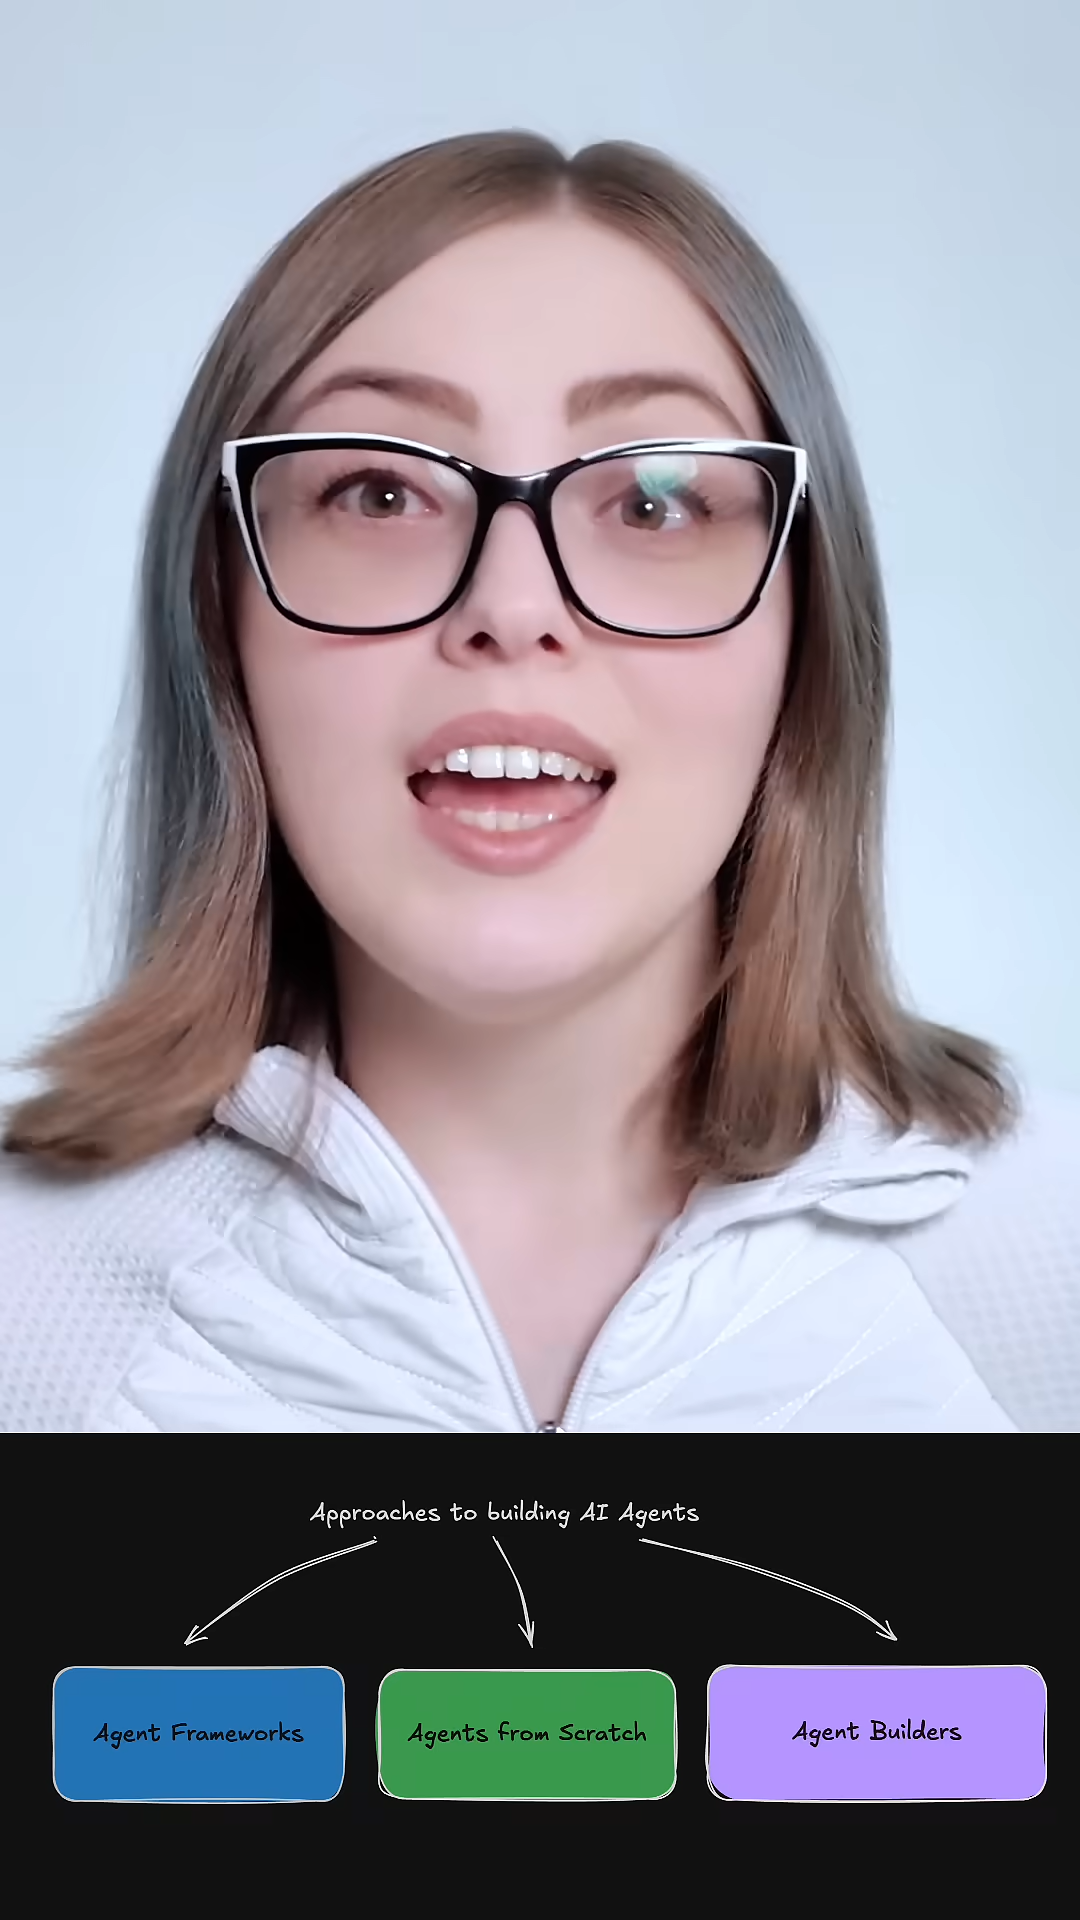 Approaches to building AI Agents
Agent Frameworks
Agents from Scratch
Agent Builders